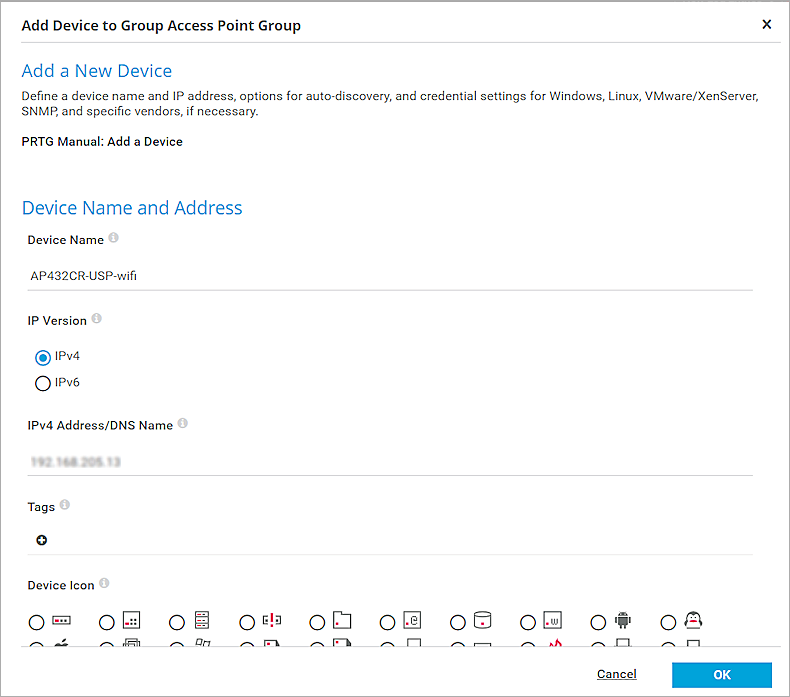 Add Device to Group Access Point Group
Add a New Device
Define a device name and IP address, options for auto-discovery, and credential settings for Windows, Linux, VMware/XenServer,
SNMP, and specific vendors, if necessary.
PRTG Manual: Add a Device
Device Name and Address
Device Name
AP432CR-USP-wifi
IP Version
IPv4
IPv6
IPv4 Address/DNS Name
Tags
Device Icon
Cancel
OK